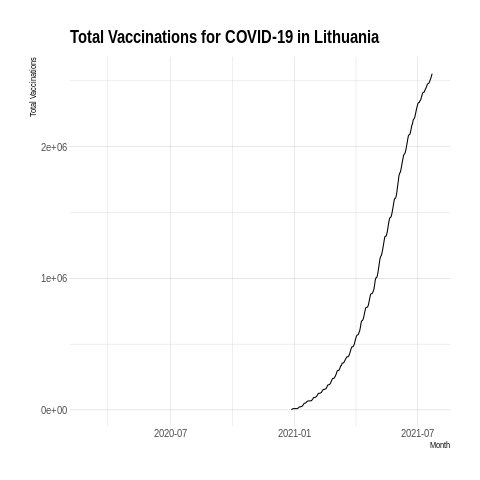 Total Vaccinations for COVID-19 in Lithuania
Total Vaccinations
2e+06
1e+06
0e+00
2020-07 2021-01 2021-07
Month